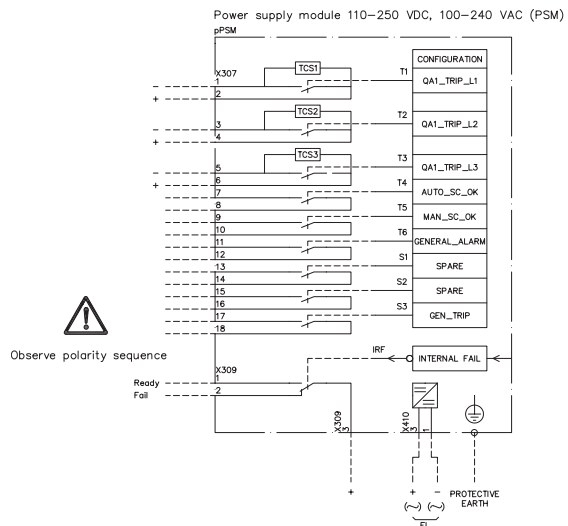 Power supply module 110-250 VDC, 100-240 VAC (PSM)
pPSM
CONFIGURATION
X307
TCS1
T1
QA1_TRIP_L1
- 1
+ 2
TCS2
T2
QA1_TRIP_L2
- 3
+ 4
TCS3
T3
QA1_TRIP_L3
- 5
+ 6
T4
AUTO_SC_OK
7
8
T5
MAN_SC_OK
9
10
T6
GENERAL_ALARM
11
12
S1
SPARE
13
14
S2
SPARE
15
16
S3
GEN_TRIP
17
18
Observe polarity sequence
IRF
INTERNAL FAIL
X309
Ready 1
Fail 2
X309
3
X410
3
1
+
+ -
(~) (~)
PROTECTIVE
EARTH